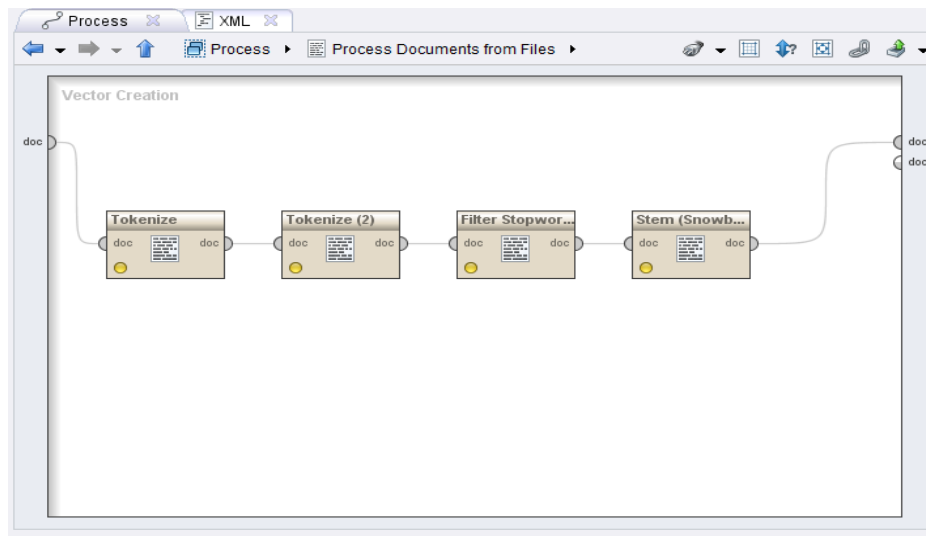 Process XML
Process Process Documents from Files
Vector Creation
doc doc
doc
Tokenize Tokenize (2) Filter Stopwor... Stem (Snowb...
doc doc doc doc doc doc doc doc